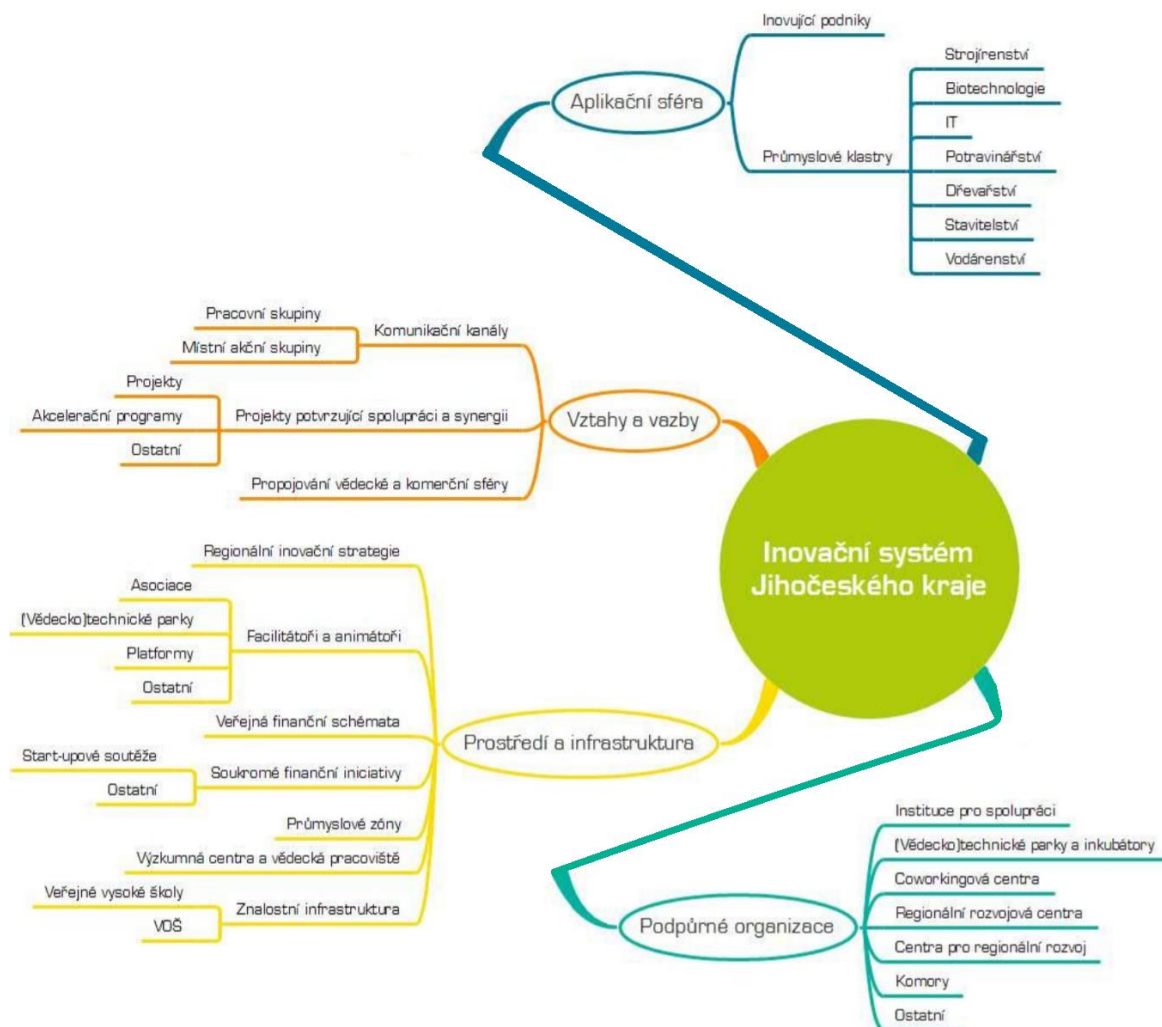 Inovující podniky
Strojírenství
Biotechnologie
Aplikační sféra
IT
Průmyslové klastry
Potravinářství
Dřevařství
Stavitelství
Vodárenství
Pracovní skupiny
Komunikační kanály
Místní akční skupiny
Projekty
Akcelerační programy
Projekty potvrzující spolupráci a synergii
Vztahy a vazby
Ostatní
Propojování vědecké a komerční sféry
Inovační systém
Jihočeského kraje
Regionální inovační strategie
Asociace
(Vědecko)technické parky
Facilitátoři a animátoři
Platformy
Ostatní
Veřejná finanční schémata
Prostředí a infrastruktura
Start-upové soutěže
Soukromé finanční iniciativy
Ostatní
Průmyslové zóny
Výzkumná centra a vědecká pracoviště
Veřejné vysoké školy
Znalostní infrastruktura
VOŠ
Instituce pro spolupráci
(Vědecko)technické parky a inkubátory
Coworkingová centra
Regionální rozvojová centra
Podpůrné organizace
Centra pro regionální rozvoj
Komory
Ostatní